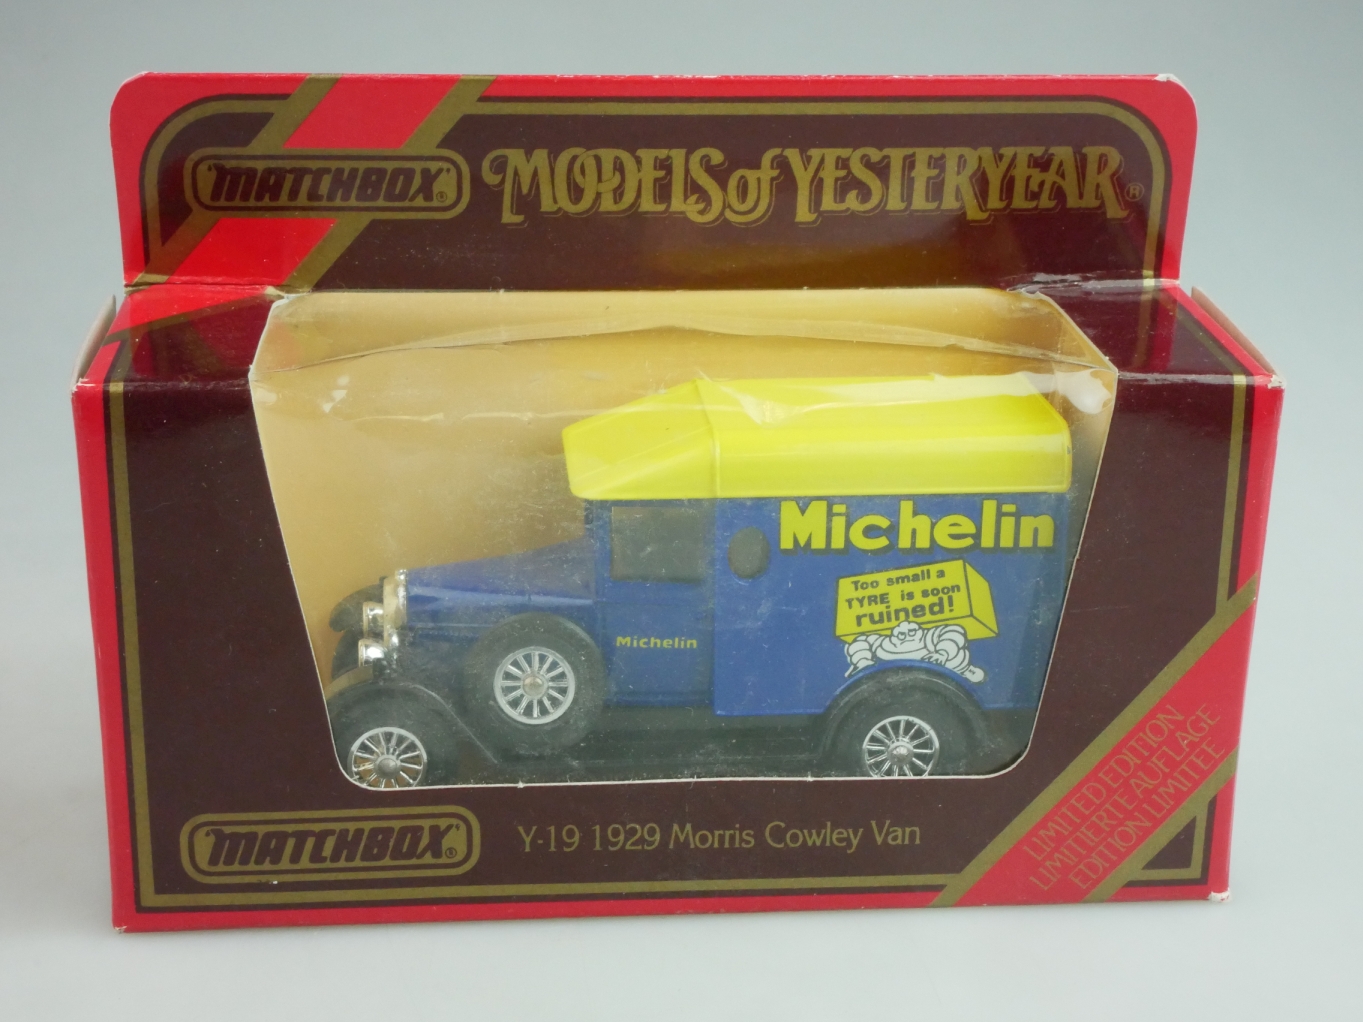 MATCHBOX®
MODELS of YESTERYEAR®
Michelin
Too small a
TYRE is soon
ruined!
Michelin
MATCHBOX®
Y-19 1929 Morris Cowley Van
LIMITED EDITION
LIMITIERTE AUFLAGE
EDITION LIMITEE